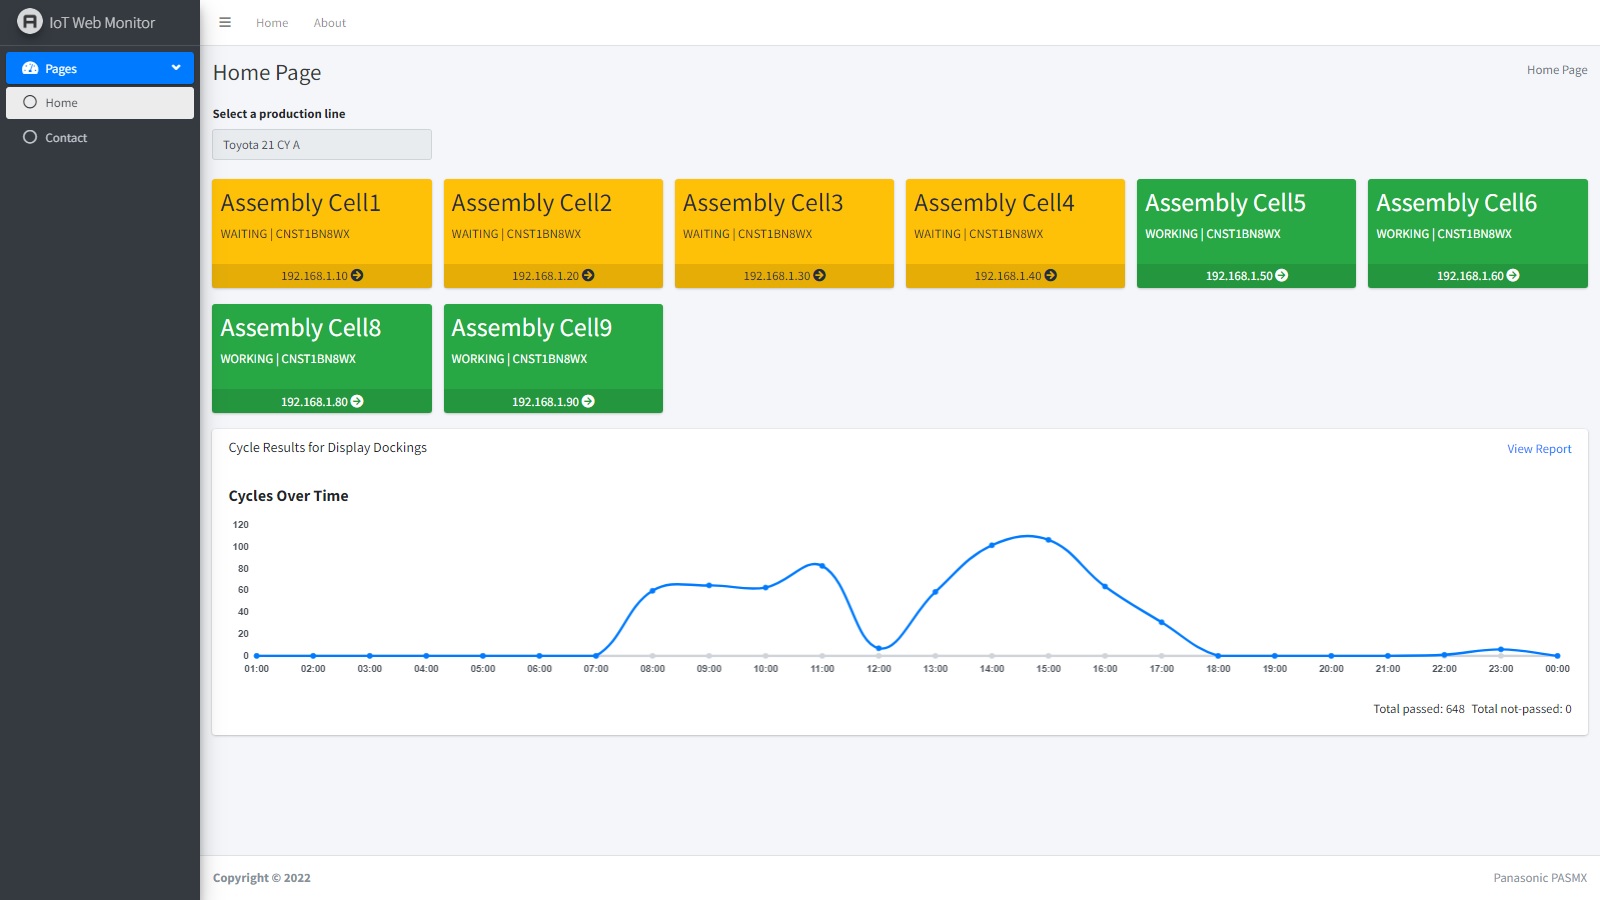 IoT Web Monitor
Home About
Pages
Home
Contact
Home Page
Home Page
Select a production line
Toyota 21 CY A
Assembly Cell1
WAITING | CNST1BN8WX
192.168.1.10
Assembly Cell2
WAITING | CNST1BN8WX
192.168.1.20
Assembly Cell3
WAITING | CNST1BN8WX
192.168.1.30
Assembly Cell4
WAITING | CNST1BN8WX
192.168.1.40
Assembly Cell5
WORKING | CNST1BN8WX
192.168.1.50
Assembly Cell6
WORKING | CNST1BN8WX
192.168.1.60
Assembly Cell8
WORKING | CNST1BN8WX
192.168.1.80
Assembly Cell9
WORKING | CNST1BN8WX
192.168.1.90
Cycle Results for Display Dockings
View Report
Cycles Over Time
120
100
80
60
40
20
0
01:00 02:00 03:00 04:00 05:00 06:00 07:00 08:00 09:00 10:00 11:00 12:00 13:00 14:00 15:00 16:00 17:00 18:00 19:00 20:00 21:00 22:00 23:00 00:00
Total passed: 648 Total not-passed: 0
Copyright © 2022
Panasonic PASMX